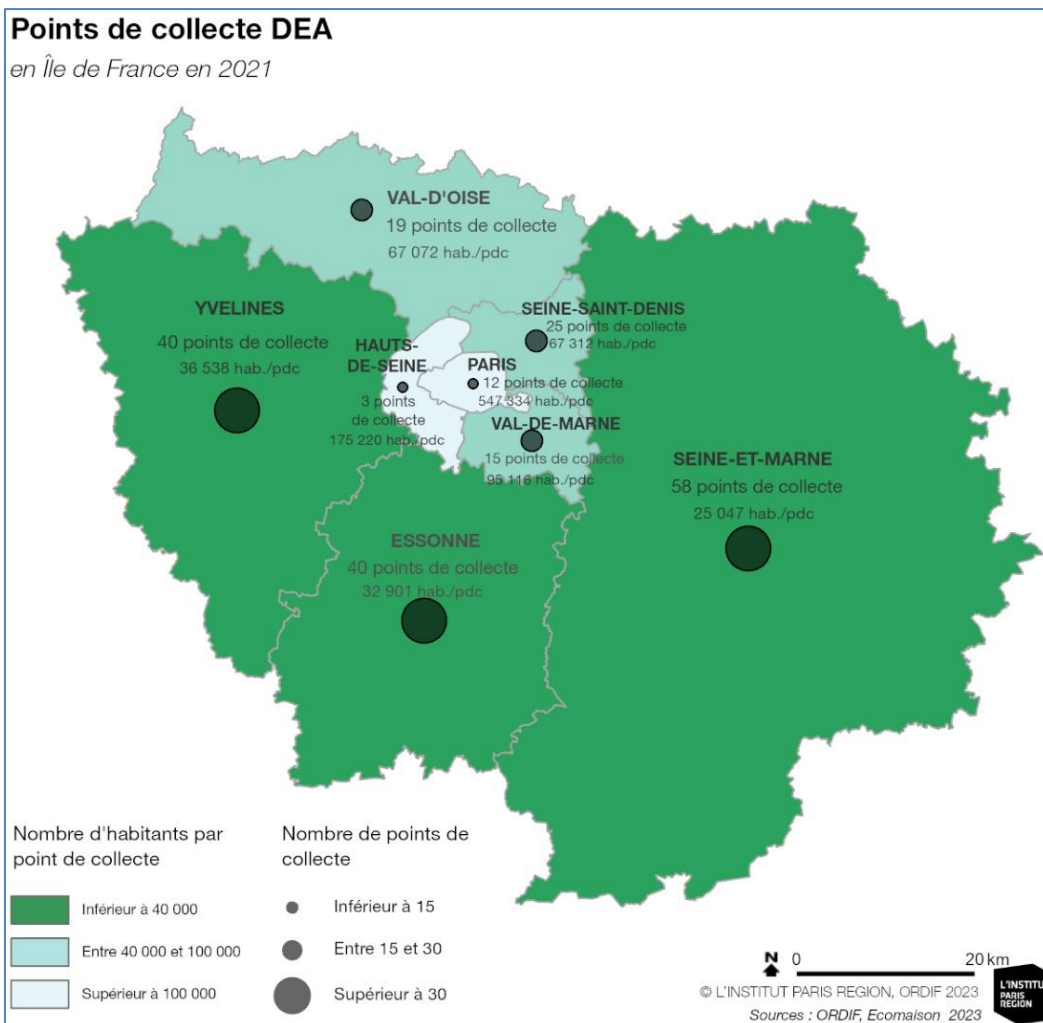 Points de collecte DEA
en Île de France en 2021
VAL-D'OISE
19 points de collecte
67 072 hab./pdc
YVELINES
40 points de collecte
36 538 hab./pdc
HAUTS-
DE-SEINE
3 points
de collecte
175 220 hab./pdc
SEINE-SAINT-DENIS
25 points de collecte
67 312 hab./pdc
PARIS
12 points de collecte
547 334 hab./pdc
VAL-DE-MARNE
15 points de collecte
95 116 hab./pdc
SEINE-ET-MARNE
58 points de collecte
25 047 hab./pdc
ESSONNE
40 points de collecte
32 901 hab./pdc
Nombre d'habitants par
point de collecte
Inférieur à 40 000
Entre 40 000 et 100 000
Supérieur à 100 000
Nombre de points de
collecte
Inférieur à 15
Entre 15 et 30
Supérieur à 30
N
0 20 km
© L'INSTITUT PARIS REGION, ORDIF 2023
Sources : ORDIF, Ecomaison 2023
L'INSTITUT
PARIS
REGION